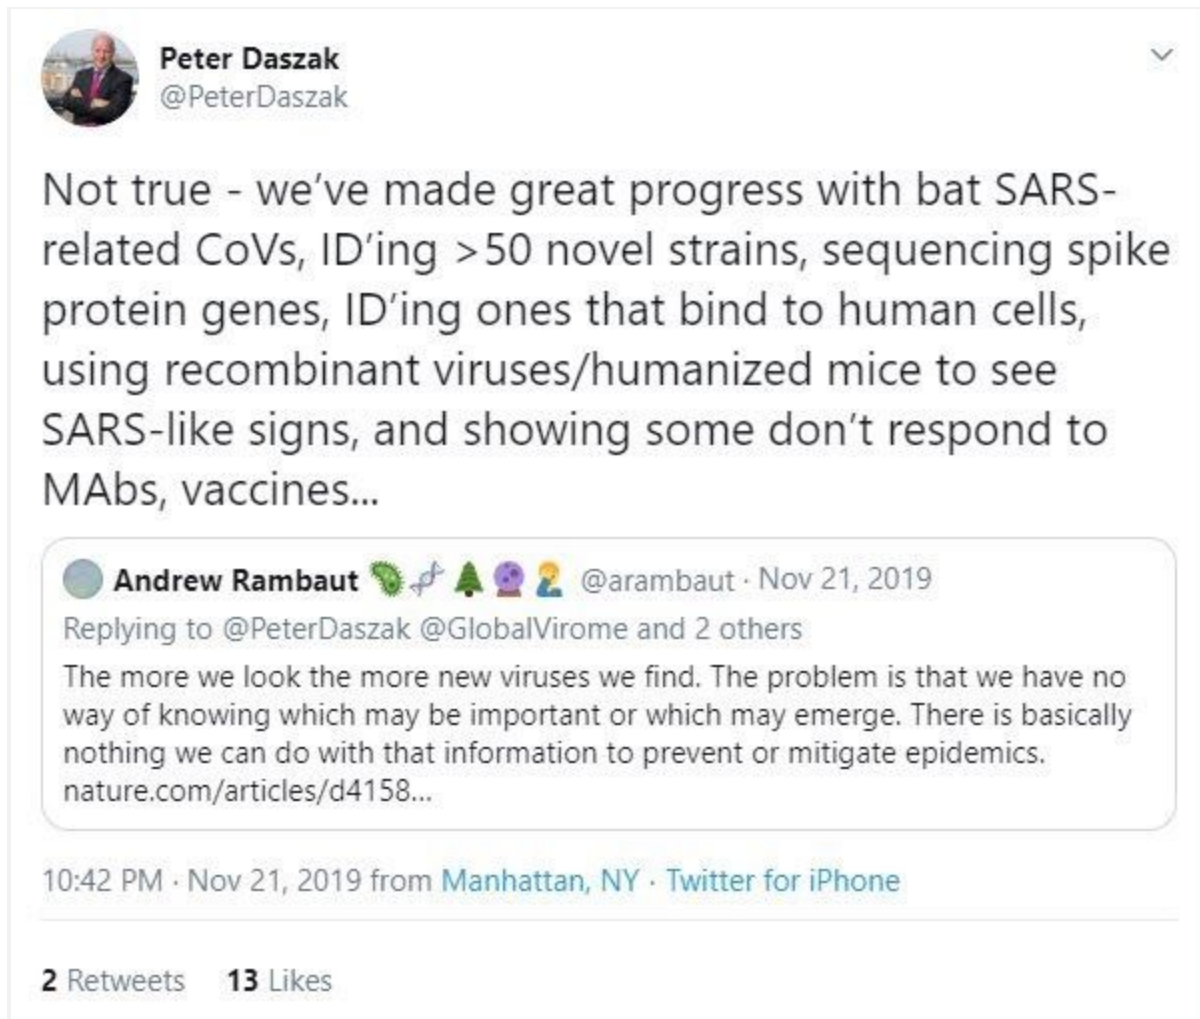 Peter Daszak
@PeterDaszak
Not true - we've made great progress with bat SARS-
related CoVs, ID'ing >50 novel strains, sequencing spike
protein genes, ID'ing ones that bind to human cells,
using recombinant viruses/humanized mice to see
SARS-like signs, and showing some don't respond to
MAbs, vaccines...
Andrew Rambaut 🦠🧬🌲🔮🤦‍♂️ @arambaut · Nov 21, 2019
Replying to @PeterDaszak @GlobalVirome and 2 others
The more we look the more new viruses we find. The problem is that we have no
way of knowing which may be important or which may emerge. There is basically
nothing we can do with that information to prevent or mitigate epidemics.
nature.com/articles/d4158...
10:42 PM · Nov 21, 2019 from Manhattan, NY · Twitter for iPhone
2 Retweets 13 Likes